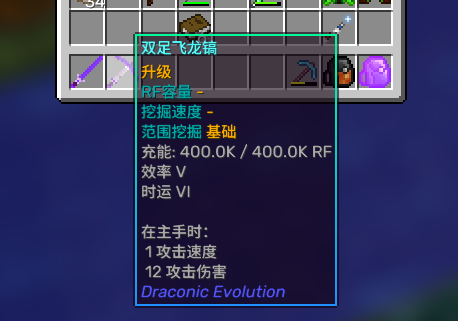 34
双足飞龙镐
升级
RF容量 -
挖掘速度 -
范围挖掘 基础
充能: 400.0K / 400.0K RF
效率 V
时运 VI
在主手时:
1 攻击速度
12 攻击伤害
Draconic Evolution